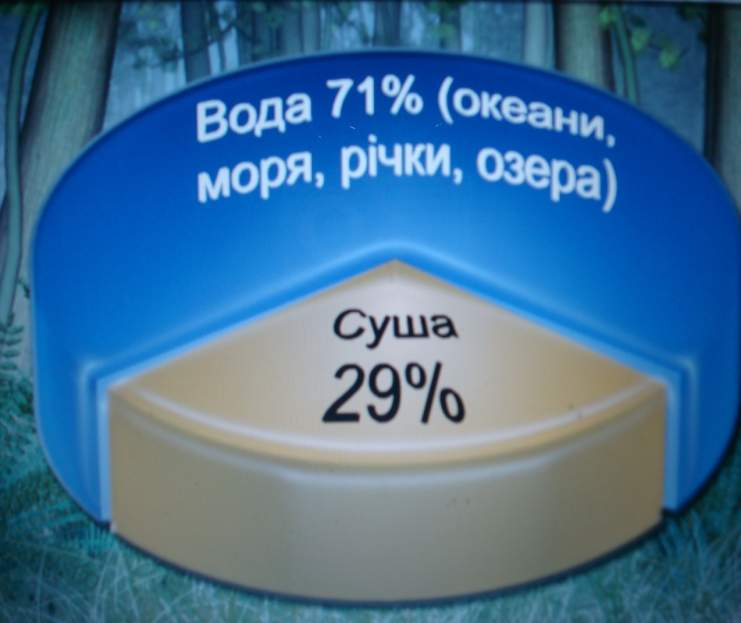 Вода 71% (океани,
моря, річки, озера)
Суша
29%